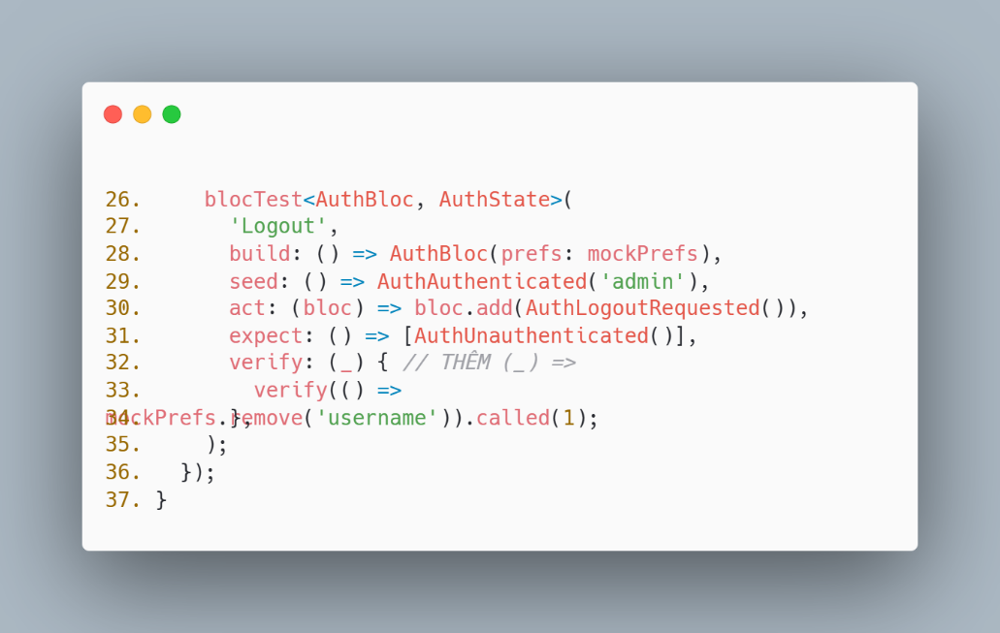 26.     blocTest<AuthBloc, AuthState>(
27.       'Logout',
28.       build: () => AuthBloc(prefs: mockPrefs),
29.       seed: () => AuthAuthenticated('admin'),
30.       act: (bloc) => bloc.add(AuthLogoutRequested()),
31.       expect: () => [AuthUnauthenticated()],
32.       verify: (_) { // THÊM (_) =>
33.         verify(() =>
mockPrefs.remove('username')).called(1);
34.       },
35.     );
36.   });
37. }